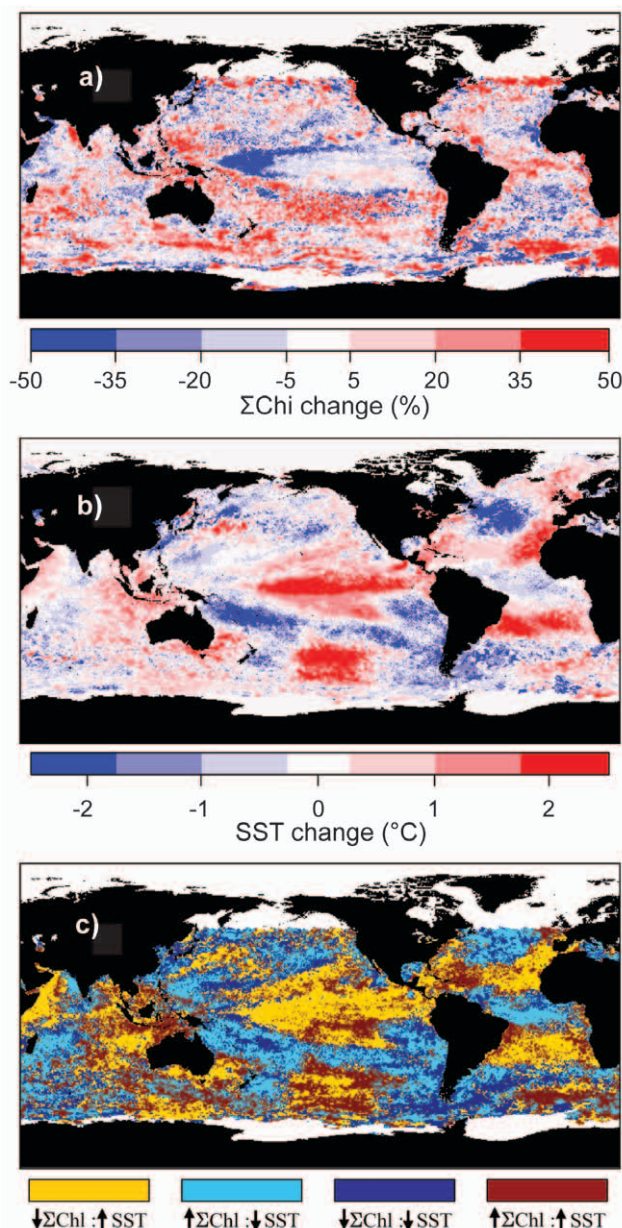 a)
-50 -35 -20 -5 5 20 35 50
ΣChi change (%)
b)
-2 -1 0 1 2
SST change (°C)
c)
↓ΣChl :↑SST ↑ΣChl :↓SST ↓ΣChl :↓SST ↑ΣChl :↑SST